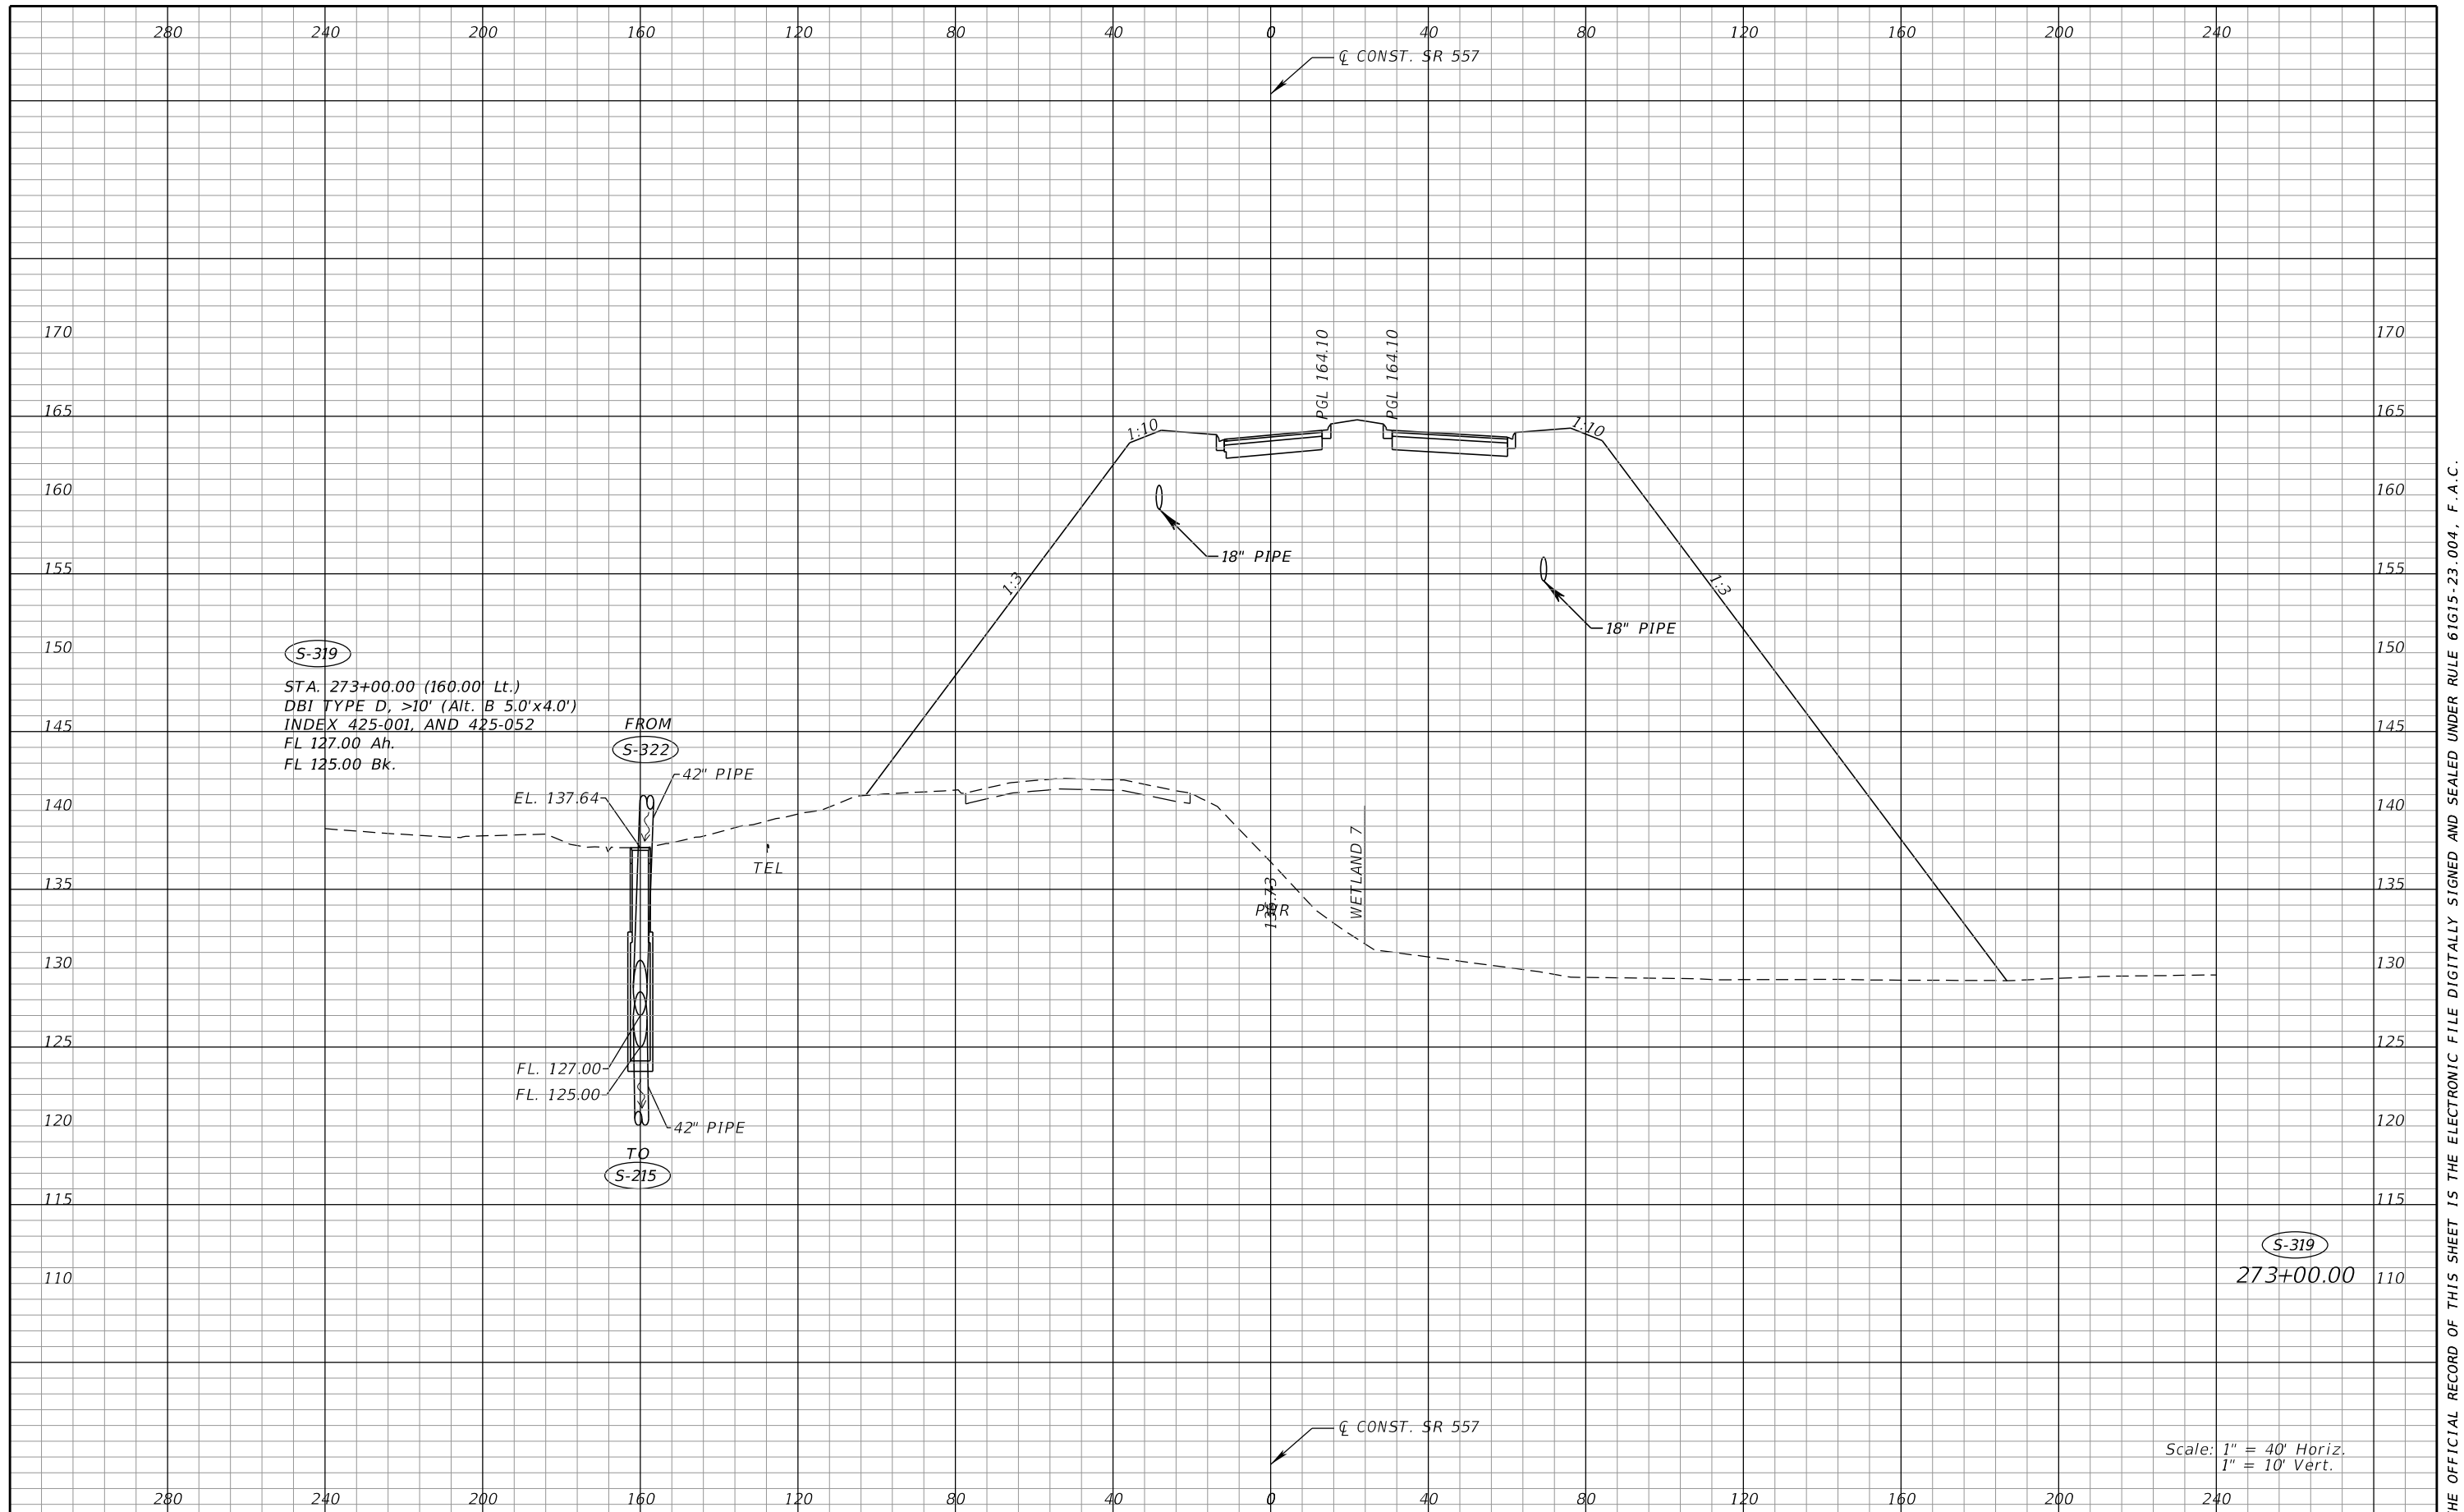 280 240 200 160 120 80 40 0 40 80 120 160 200 240
℄ CONST. SR 557
170 170
PGL 164.10 PGL 164.10
165 165
1:10 1:10
160 160
18" PIPE
155 155
1:3 1:3
18" PIPE
150 150
S-319
STA. 273+00.00 (160.00' Lt.)
DBI TYPE D, >10' (Alt. B 5.0'x4.0')
INDEX 425-001, AND 425-052
FL 127.00 Ah.
FL 125.00 Bk.
145 145
FROM
S-322
42" PIPE
EL. 137.64
140 140
TEL
135 135
136.73
PWR
WETLAND 7
130 130
125 125
FL. 127.00
FL. 125.00
120 120
42" PIPE
TO
S-215
115 115
S-319
273+00.00
110 110
℄ CONST. SR 557
Scale: 1" = 40' Horiz.
1" = 10' Vert.
280 240 200 160 120 80 40 0 40 80 120 160 200 240
HE OFFICIAL RECORD OF THIS SHEET IS THE ELECTRONIC FILE DIGITALLY SIGNED AND SEALED UNDER RULE 61G15-23.004, F.A.C.